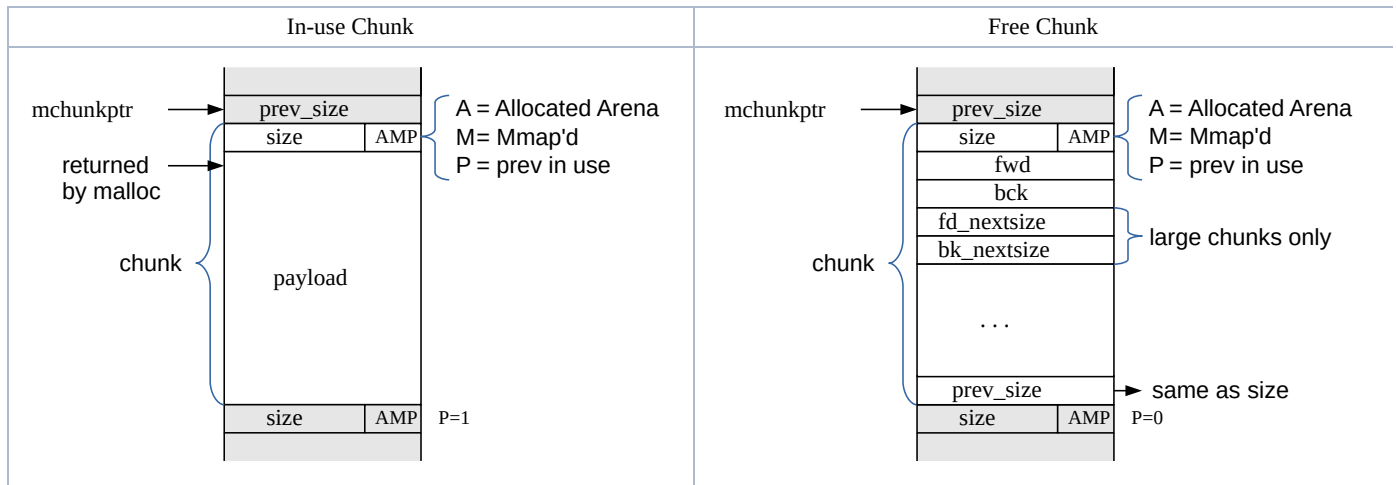 In-use Chunk
Free Chunk
mchunkptr
prev_size
size AMP
A = Allocated Arena
M= Mmap'd
P = prev in use
returned
by malloc
chunk
payload
size AMP P=1
mchunkptr
prev_size
size AMP
A = Allocated Arena
M= Mmap'd
P = prev in use
fwd
bck
fd_nextsize
bk_nextsize
large chunks only
chunk
. . .
prev_size
same as size
size AMP P=0